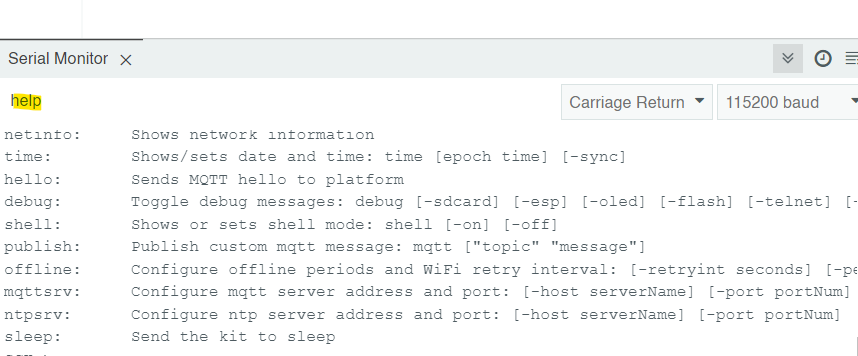 Serial Monitor
help
Carriage Return
115200 baud
netinfo: Shows network information
time: Shows/sets date and time: time [epoch time] [-sync]
hello: Sends MQTT hello to platform
debug: Toggle debug messages: debug [-sdcard] [-esp] [-oled] [-flash] [-telnet] [-
shell: Shows or sets shell mode: shell [-on] [-off]
publish: Publish custom mqtt message: mqtt ["topic" "message"]
offline: Configure offline periods and WiFi retry interval: [-retryint seconds] [-pe
mqttsrv: Configure mqtt server address and port: [-host serverName] [-port portNum]
ntpsrv: Configure ntp server address and port: [-host serverName] [-port portNum]
sleep: Send the kit to sleep